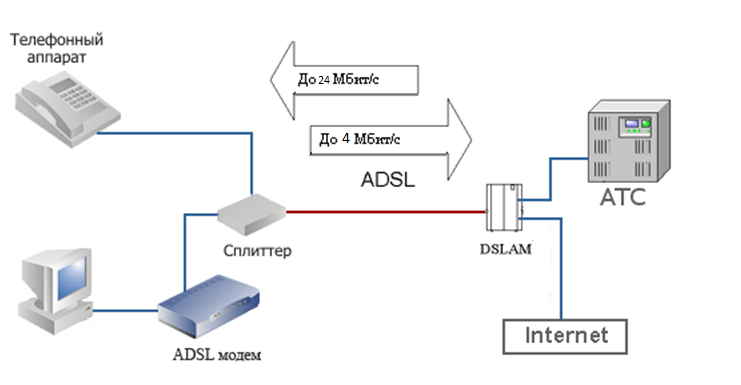 Телефонный
аппарат
До 24 Мбит/с
До 4 Мбит/с
ADSL
АТС
Сплиттер
DSLAM
Internet
ADSL модем